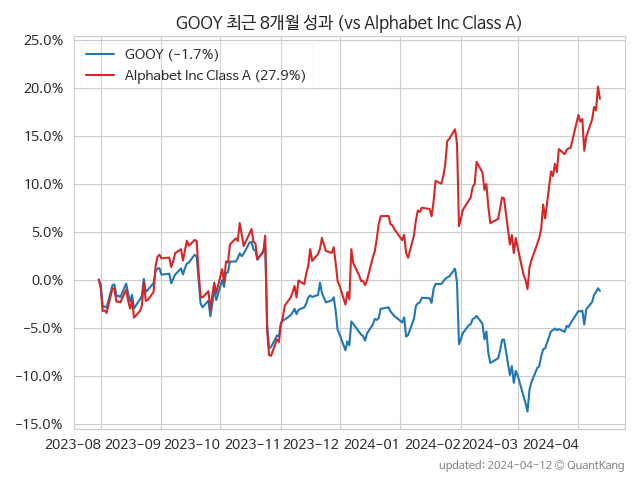 GOOY 최근 8개월 성과 (vs Alphabet Inc Class A)
25.0%
20.0%
15.0%
10.0%
5.0%
0.0%
−5.0%
−10.0%
−15.0%
GOOY (−1.7%)
Alphabet Inc Class A (27.9%)
2023−08 2023−09 2023−10 2023−11 2023−12 2024−01 2024−02 2024−03 2024−04
updated: 2024-04-12 © QuantKang